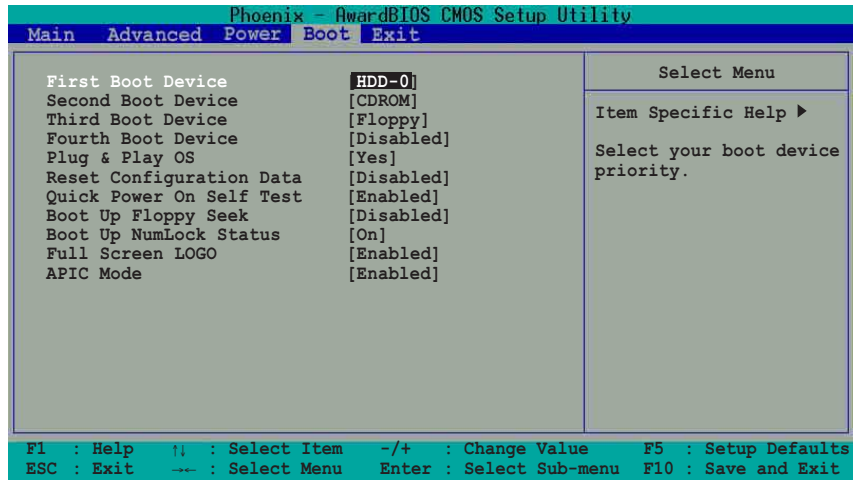 Phoenix – AwardBIOS CMOS Setup Utility
Main Advanced Power Boot Exit
First Boot Device [HDD-0]
Second Boot Device [CDROM]
Third Boot Device [Floppy]
Fourth Boot Device [Disabled]
Plug & Play OS [Yes]
Reset Configuration Data [Disabled]
Quick Power On Self Test [Enabled]
Boot Up Floppy Seek [Disabled]
Boot Up NumLock Status [On]
Full Screen LOGO [Enabled]
APIC Mode [Enabled]
Select Menu
Item Specific Help ▶
Select your boot device
priority.
F1 : Help ↑↓ : Select Item -/+ : Change Value F5 : Setup Defaults
ESC : Exit →← : Select Menu Enter : Select Sub-menu F10 : Save and Exit